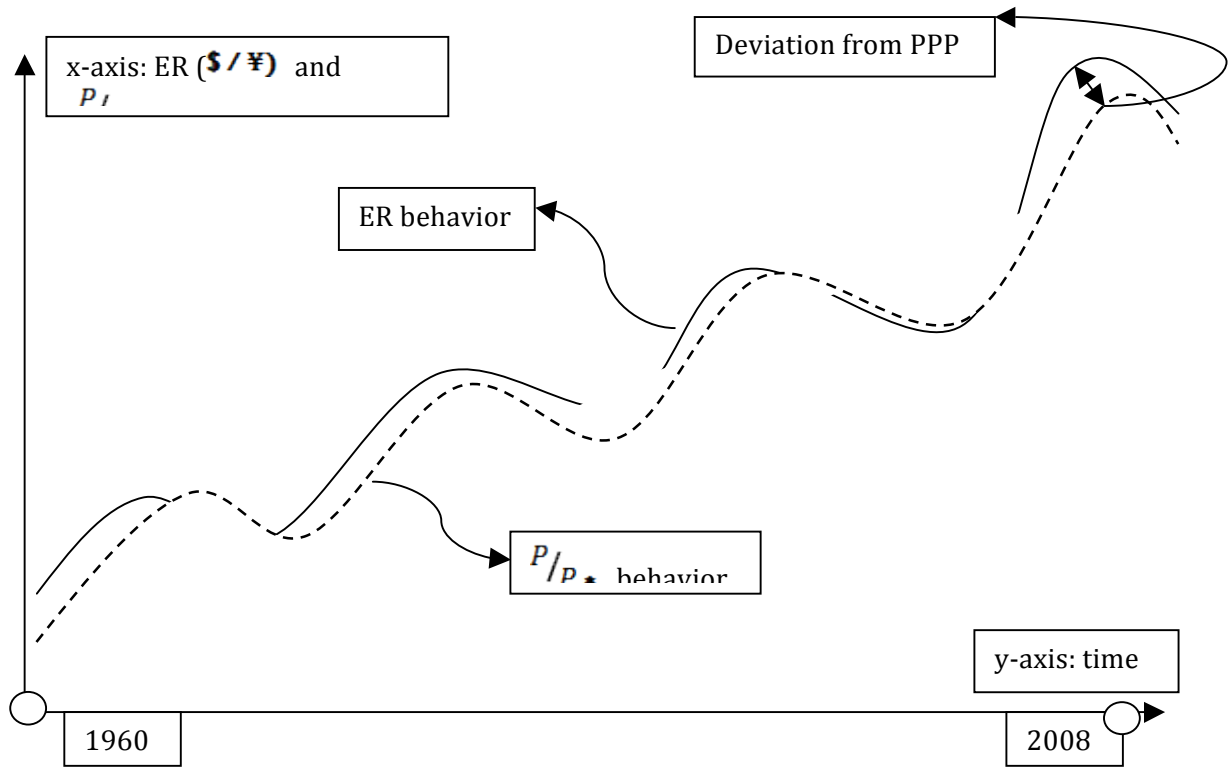 Deviation from PPP
x-axis: ER ($ / ¥) and
P /
ER behavior
P/P* behavior
y-axis: time
1960
2008